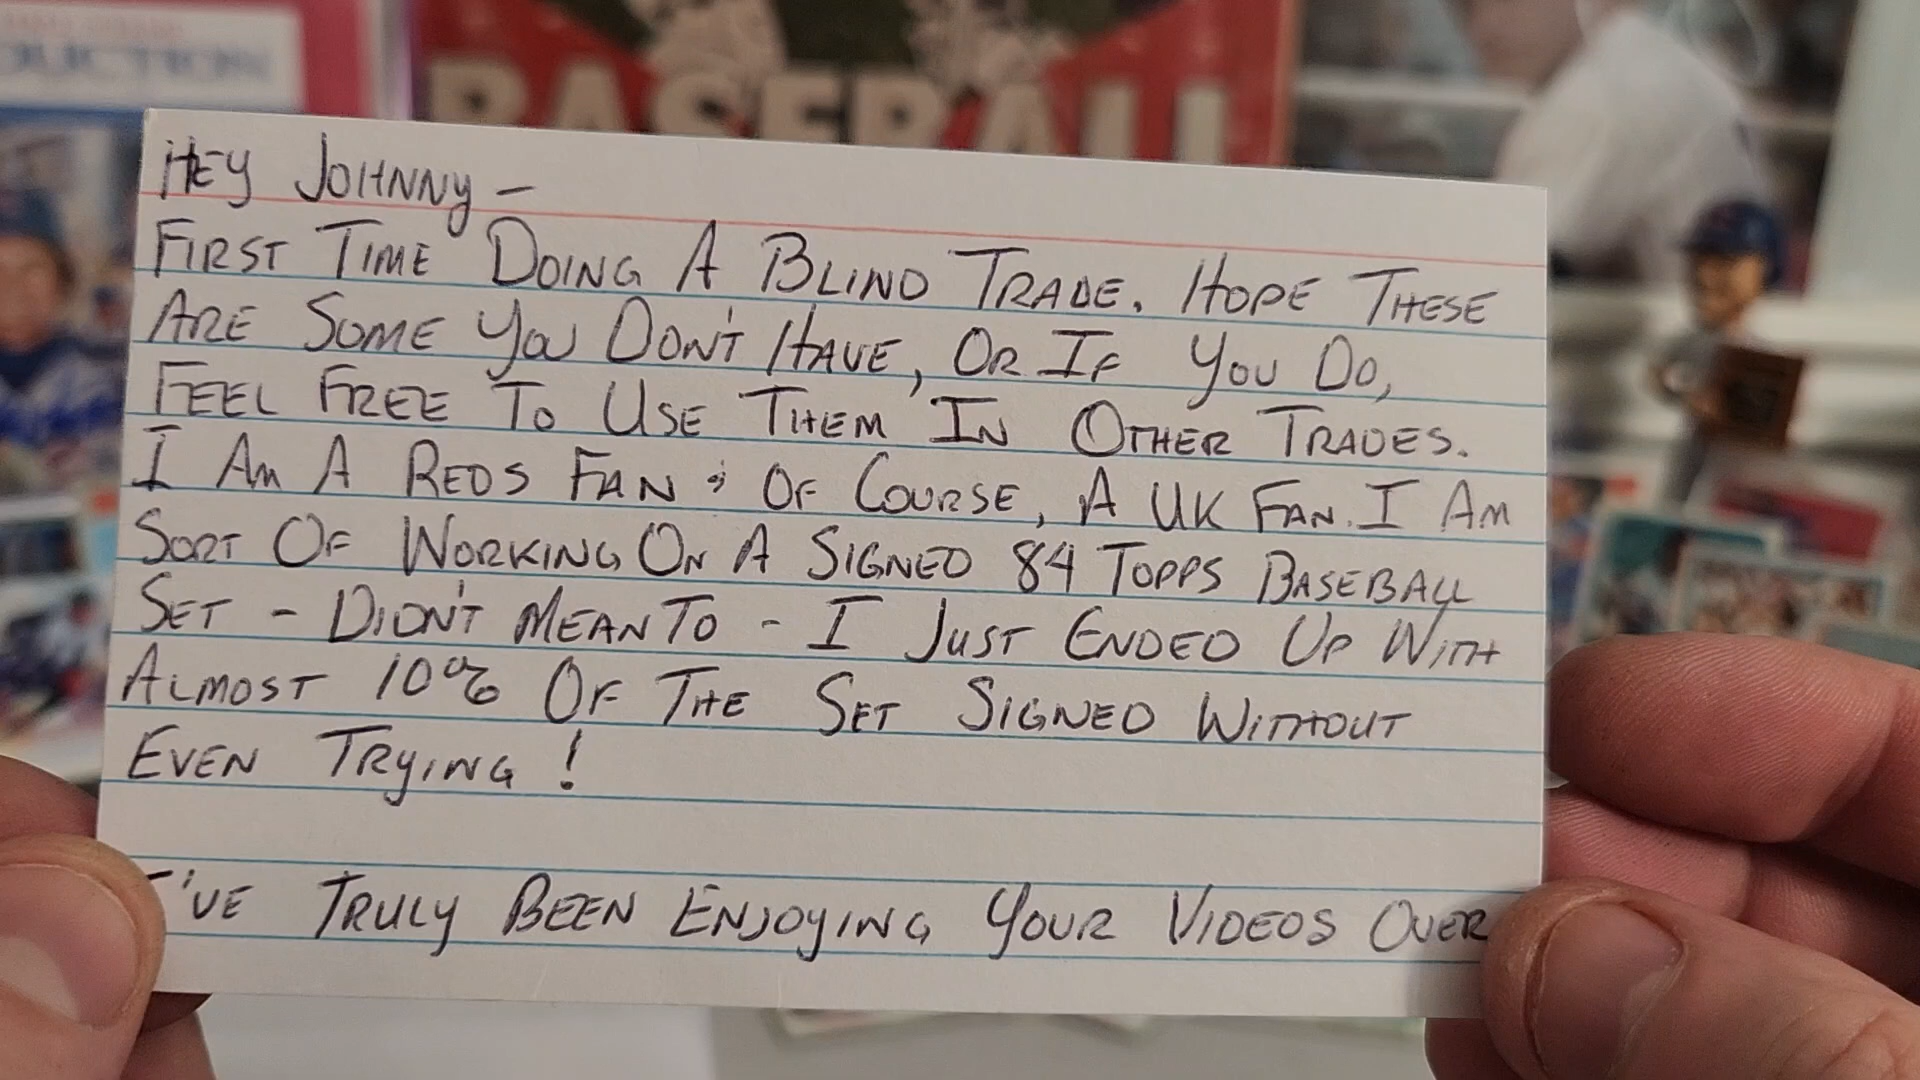 DUCTION
BASEBALL
HEY JOHNNY -
FIRST TIME DOING A BLIND TRADE. HOPE THESE
ARE SOME YOU DON'T HAVE, OR IF YOU DO,
FEEL FREE TO USE THEM IN OTHER TRADES.
I AM A REDS FAN & OF COURSE, A UK FAN. I AM
SORT OF WORKING ON A SIGNED 84 TOPPS BASEBALL
SET - DIDN'T MEAN TO - I JUST ENDED UP WITH
ALMOST 10% OF THE SET SIGNED WITHOUT
EVEN TRYING!
I'VE TRULY BEEN ENJOYING YOUR VIDEOS OVER